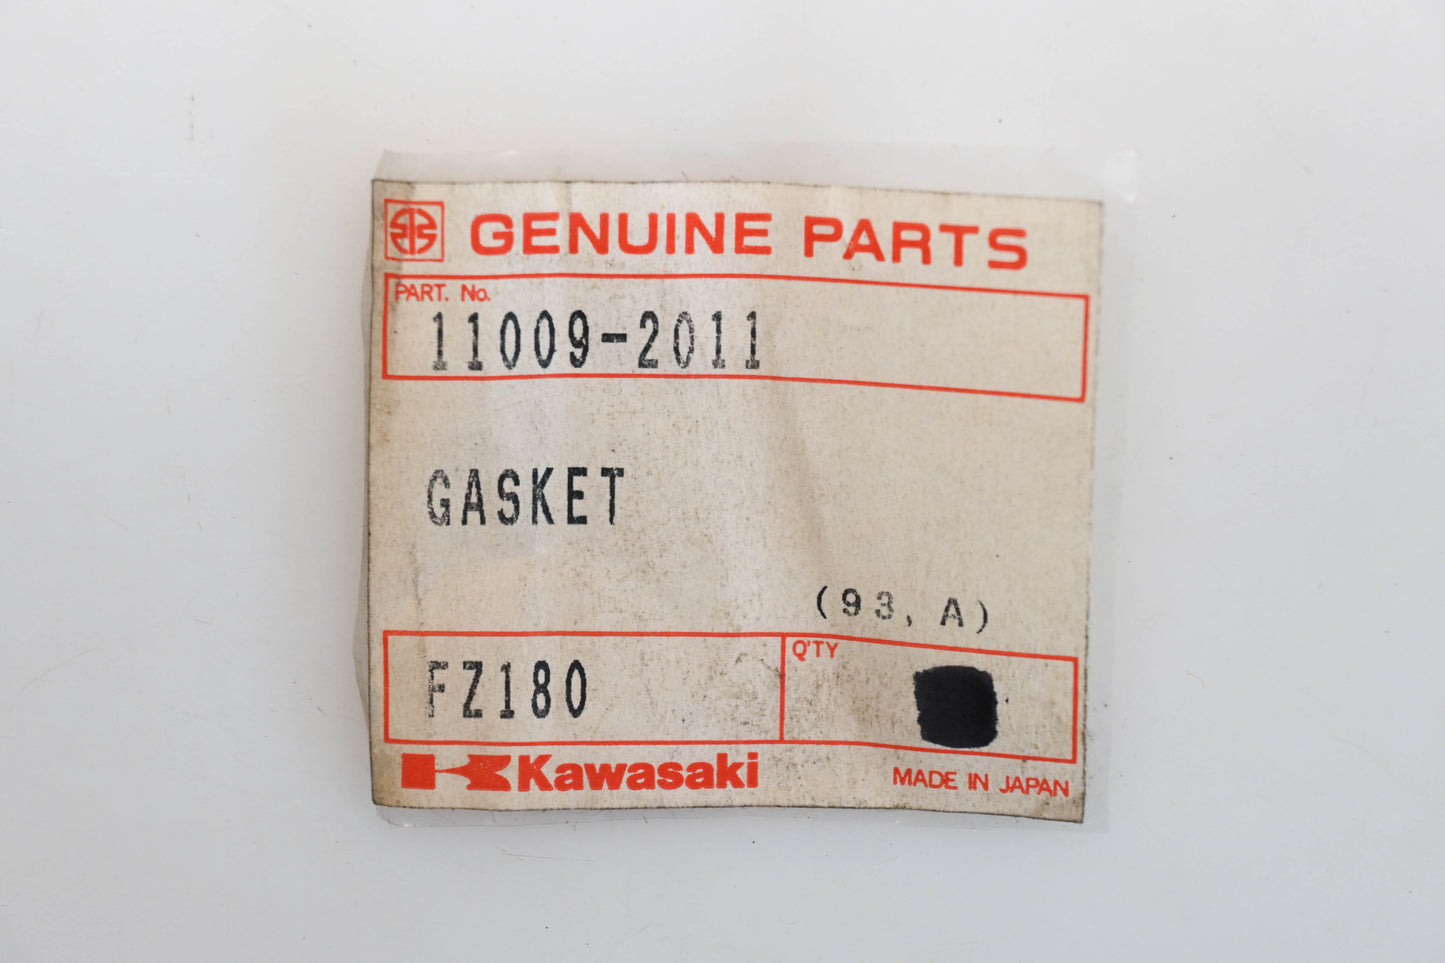 GENUINE PARTS
PART. No.
11009-2011
GASKET
(93, A)
FZ180
Q'TY
Kawasaki
MADE IN JAPAN